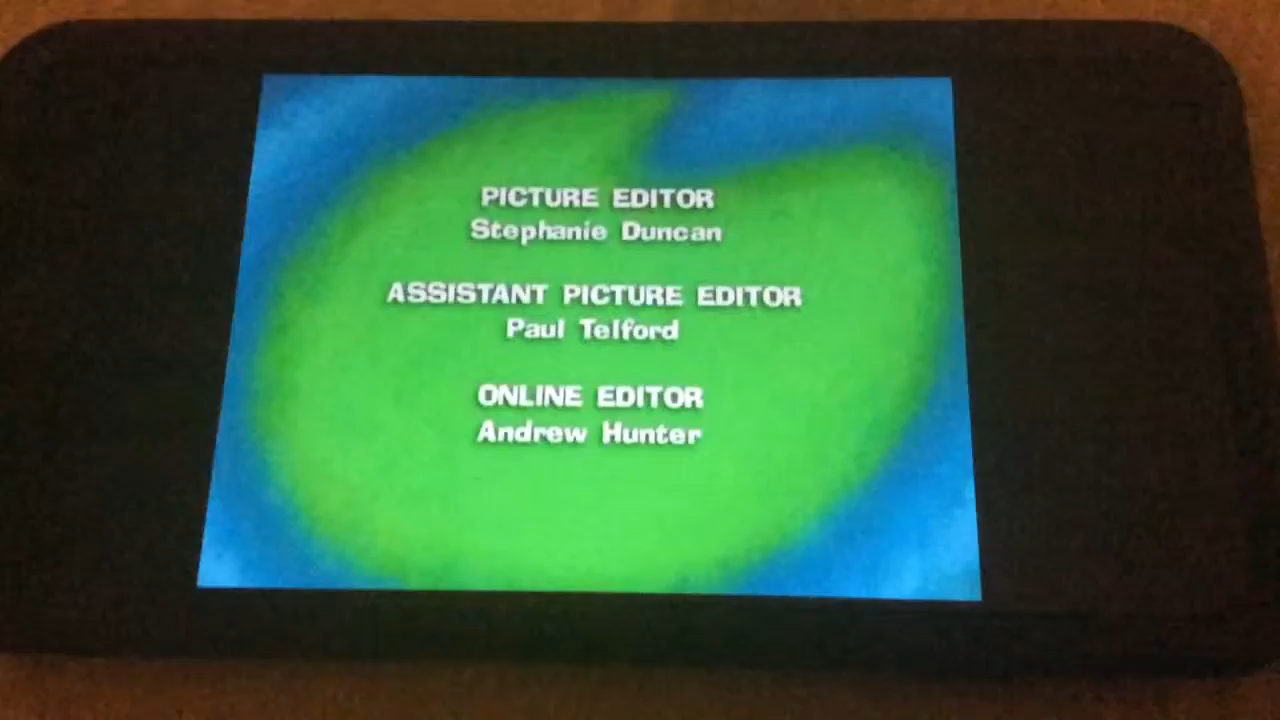 PICTURE EDITOR
Stephanie Duncan
ASSISTANT PICTURE EDITOR
Paul Telford
ONLINE EDITOR
Andrew Hunter